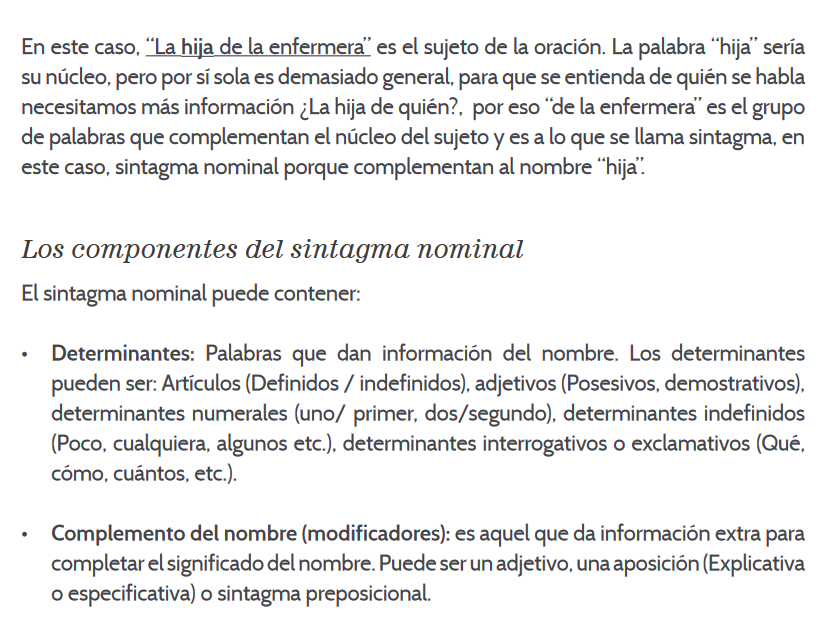 En este caso, “La hija de la enfermera” es el sujeto de la oración. La palabra “hija” sería
su núcleo, pero por sí sola es demasiado general, para que se entienda de quién se habla
necesitamos más información ¿La hija de quién?, por eso “de la enfermera” es el grupo
de palabras que complementan el núcleo del sujeto y es a lo que se llama sintagma, en
este caso, sintagma nominal porque complementan al nombre “hija”.
Los componentes del sintagma nominal
El sintagma nominal puede contener:
• Determinantes: Palabras que dan información del nombre. Los determinantes
pueden ser: Artículos (Definidos / indefinidos), adjetivos (Posesivos, demostrativos),
determinantes numerales (uno/ primer, dos/segundo), determinantes indefinidos
(Poco, cualquiera, algunos etc.), determinantes interrogativos o exclamativos (Qué,
cómo, cuántos, etc.).
• Complemento del nombre (modificadores): es aquel que da información extra para
completar el significado del nombre. Puede ser un adjetivo, una aposición (Explicativa
o especificativa) o sintagma preposicional.